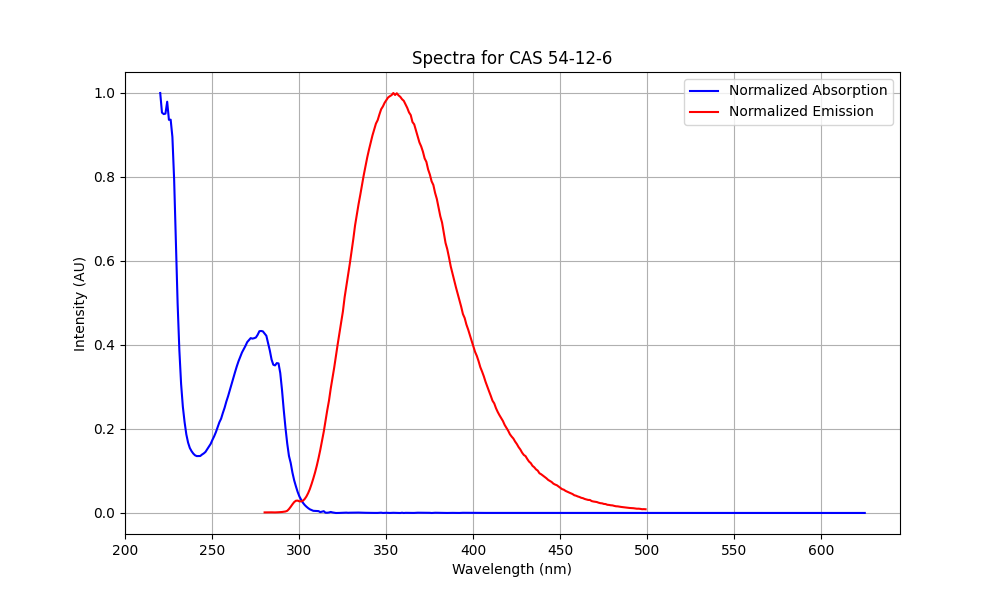 Spectra for CAS 54-12-6
Normalized Absorption
Normalized Emission
1.0
0.8
0.6
0.4
0.2
0.0
Intensity (AU)
200 250 300 350 400 450 500 550 600
Wavelength (nm)